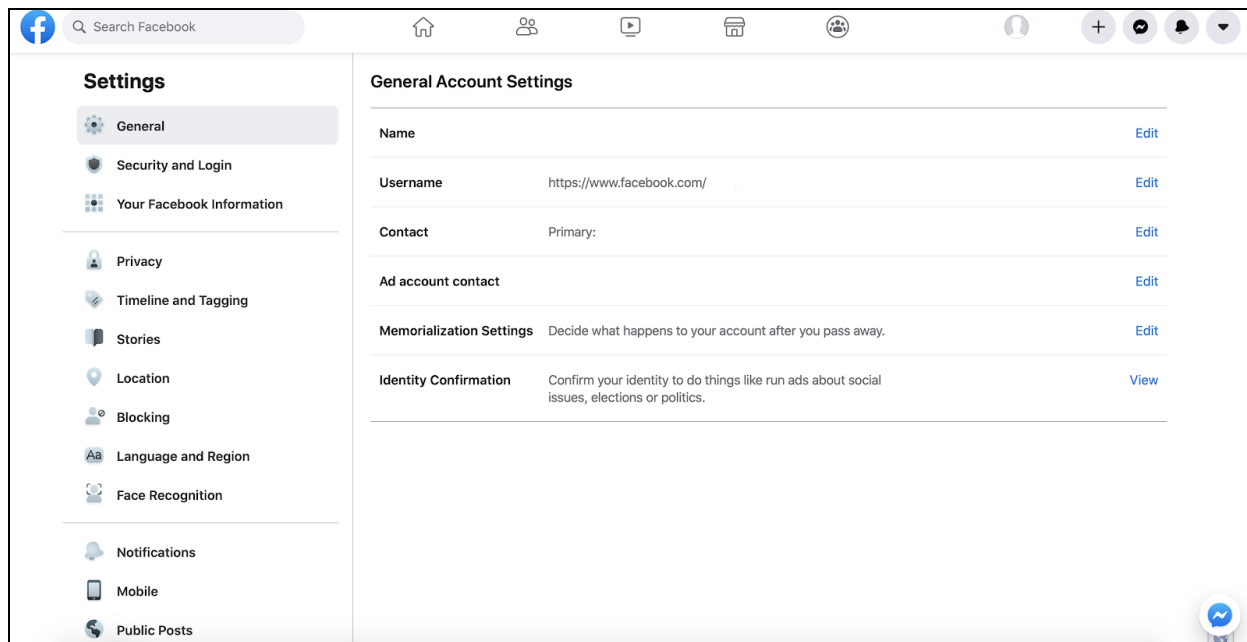 Search Facebook
Settings
General
Security and Login
Your Facebook Information
Privacy
Timeline and Tagging
Stories
Location
Blocking
Aa Language and Region
Face Recognition
Notifications
Mobile
Public Posts
General Account Settings
Name Edit
Username https://www.facebook.com/ Edit
Contact Primary: Edit
Ad account contact Edit
Memorialization Settings Decide what happens to your account after you pass away. Edit
Identity Confirmation Confirm your identity to do things like run ads about social View
issues, elections or politics.